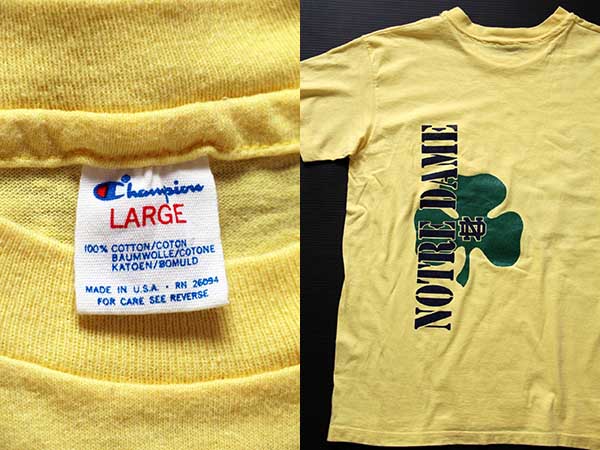 Champion
LARGE
100% COTTON/COTON
BAUMWOLLE/COTONE
KATOEN/BOMULD
MADE IN U.S.A. · RN 26094
FOR CARE SEE REVERSE
NOTRE DAME
ND